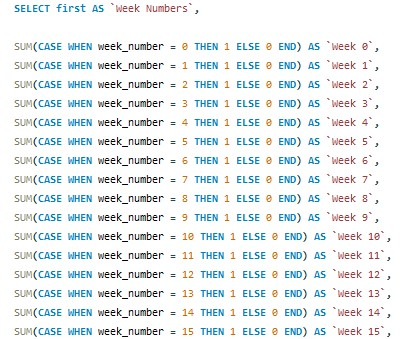 SELECT first AS `Week Numbers`,
SUM(CASE WHEN week_number = 0 THEN 1 ELSE 0 END) AS `Week 0`,
SUM(CASE WHEN week_number = 1 THEN 1 ELSE 0 END) AS `Week 1`,
SUM(CASE WHEN week_number = 2 THEN 1 ELSE 0 END) AS `Week 2`,
SUM(CASE WHEN week_number = 3 THEN 1 ELSE 0 END) AS `Week 3`,
SUM(CASE WHEN week_number = 4 THEN 1 ELSE 0 END) AS `Week 4`,
SUM(CASE WHEN week_number = 5 THEN 1 ELSE 0 END) AS `Week 5`,
SUM(CASE WHEN week_number = 6 THEN 1 ELSE 0 END) AS `Week 6`,
SUM(CASE WHEN week_number = 7 THEN 1 ELSE 0 END) AS `Week 7`,
SUM(CASE WHEN week_number = 8 THEN 1 ELSE 0 END) AS `Week 8`,
SUM(CASE WHEN week_number = 9 THEN 1 ELSE 0 END) AS `Week 9`,
SUM(CASE WHEN week_number = 10 THEN 1 ELSE 0 END) AS `Week 10`,
SUM(CASE WHEN week_number = 11 THEN 1 ELSE 0 END) AS `Week 11`,
SUM(CASE WHEN week_number = 12 THEN 1 ELSE 0 END) AS `Week 12`,
SUM(CASE WHEN week_number = 13 THEN 1 ELSE 0 END) AS `Week 13`,
SUM(CASE WHEN week_number = 14 THEN 1 ELSE 0 END) AS `Week 14`,
SUM(CASE WHEN week_number = 15 THEN 1 ELSE 0 END) AS `Week 15`,